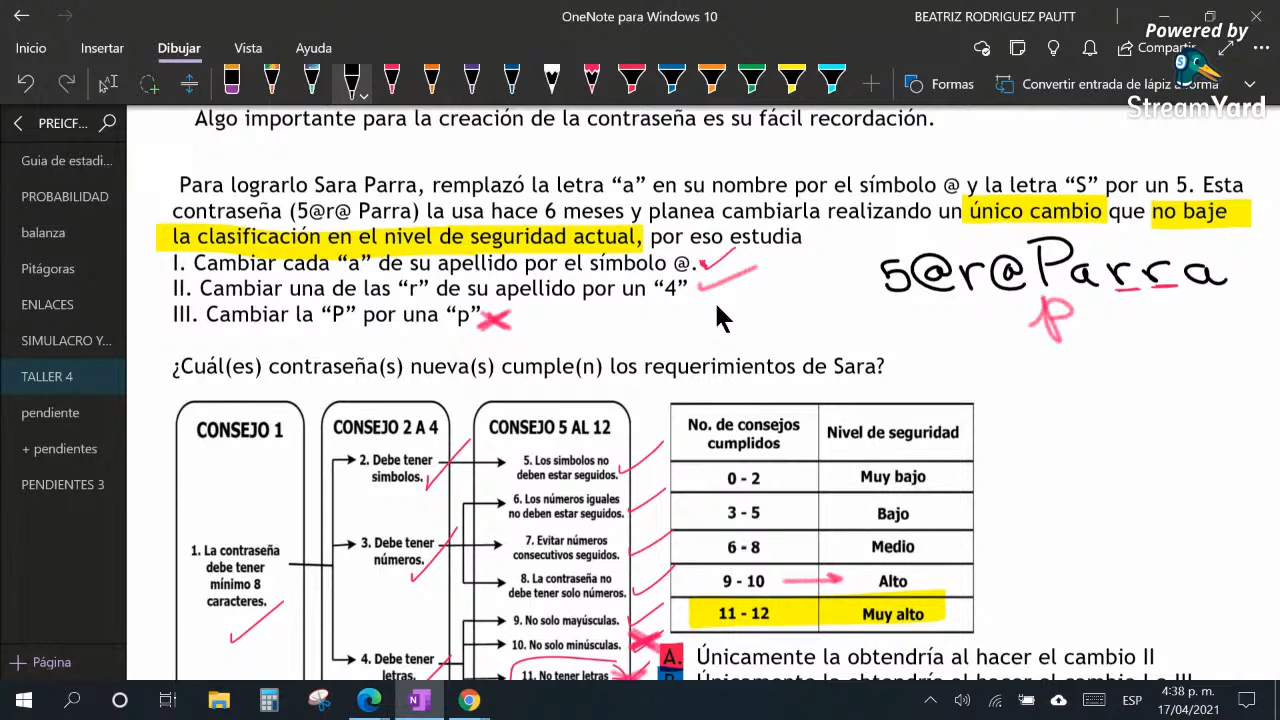 OneNote para Windows 10
BEATRIZ RODRIGUEZ PAUTT
Powered by
StreamYard
Inicio
Insertar
Dibujar
Vista
Ayuda
Compartir
Formas
Convertir entrada de lápiz a forma
PREICF...
Guia de estadi...
PROBABILIDAD
balanza
Pitágoras
ENLACES
SIMULACRO Y...
TALLER 4
pendiente
+ pendientes
PENDIENTES 3
Página
Algo importante para la creación de la contraseña es su fácil recordación.
Para lograrlo Sara Parra, remplazó la letra “a” en su nombre por el símbolo @ y la letra “S” por un 5. Esta
contraseña (5@r@ Parra) la usa hace 6 meses y planea cambiarla realizando un único cambio que no baje
la clasificación en el nivel de seguridad actual, por eso estudia
I. Cambiar cada “a” de su apellido por el símbolo @.
II. Cambiar una de las “r” de su apellido por un “4”
III. Cambiar la “P” por una “p”
5@r@Parra
p
¿Cuál(es) contraseña(s) nueva(s) cumple(n) los requerimientos de Sara?
CONSEJO 1
1. La contraseña
debe tener
mínimo 8
caracteres.
CONSEJO 2 A 4
2. Debe tener
simbolos.
3. Debe tener
números.
4. Debe tener
letras.
CONSEJO 5 AL 12
5. Los simbolos no
deben estar seguidos.
6. Los números iguales
no deben estar seguidos.
7. Evitar números
consecutivos seguidos.
8. La contraseña no
debe tener solo números.
9. No solo mayúsculas.
10. No solo minúsculas.
11. No tener letras
No. de consejos
cumplidos
Nivel de seguridad
0 - 2 Muy bajo
3 - 5 Bajo
6 - 8 Medio
9 - 10 Alto
11 - 12 Muy alto
A. Únicamente la obtendría al hacer el cambio II
ESP
4:38 p. m.
17/04/2021